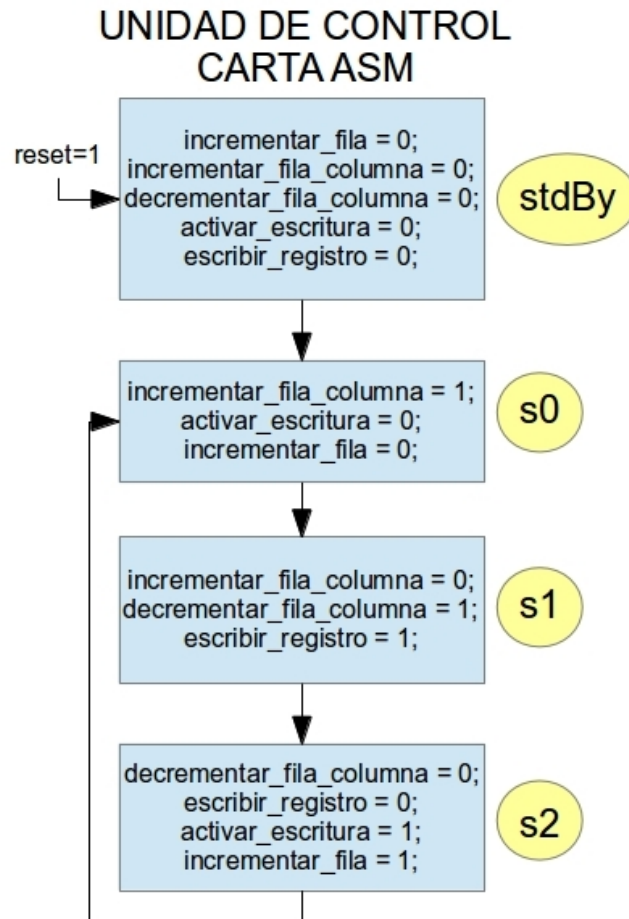 UNIDAD DE CONTROL
CARTA ASM
reset=1
incrementar_fila = 0;
incrementar_fila_columna = 0;
decrementar_fila_columna = 0;
activar_escritura = 0;
escribir_registro = 0;
stdBy
incrementar_fila_columna = 1;
activar_escritura = 0;
incrementar_fila = 0;
s0
incrementar_fila_columna = 0;
decrementar_fila_columna = 1;
escribir_registro = 1;
s1
decrementar_fila_columna = 0;
escribir_registro = 0;
activar_escritura = 1;
incrementar_fila = 1;
s2